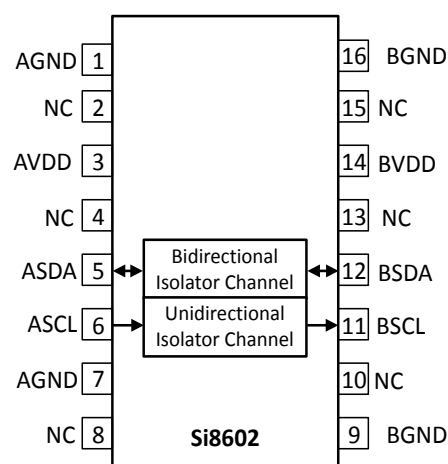 AGND 1
NC 2
AVDD 3
NC 4
ASDA 5
ASCL 6
AGND 7
NC 8
Bidirectional
Isolator Channel
Unidirectional
Isolator Channel
Si8602
16 BGND
15 NC
14 BVDD
13 NC
12 BSDA
11 BSCL
10 NC
9 BGND